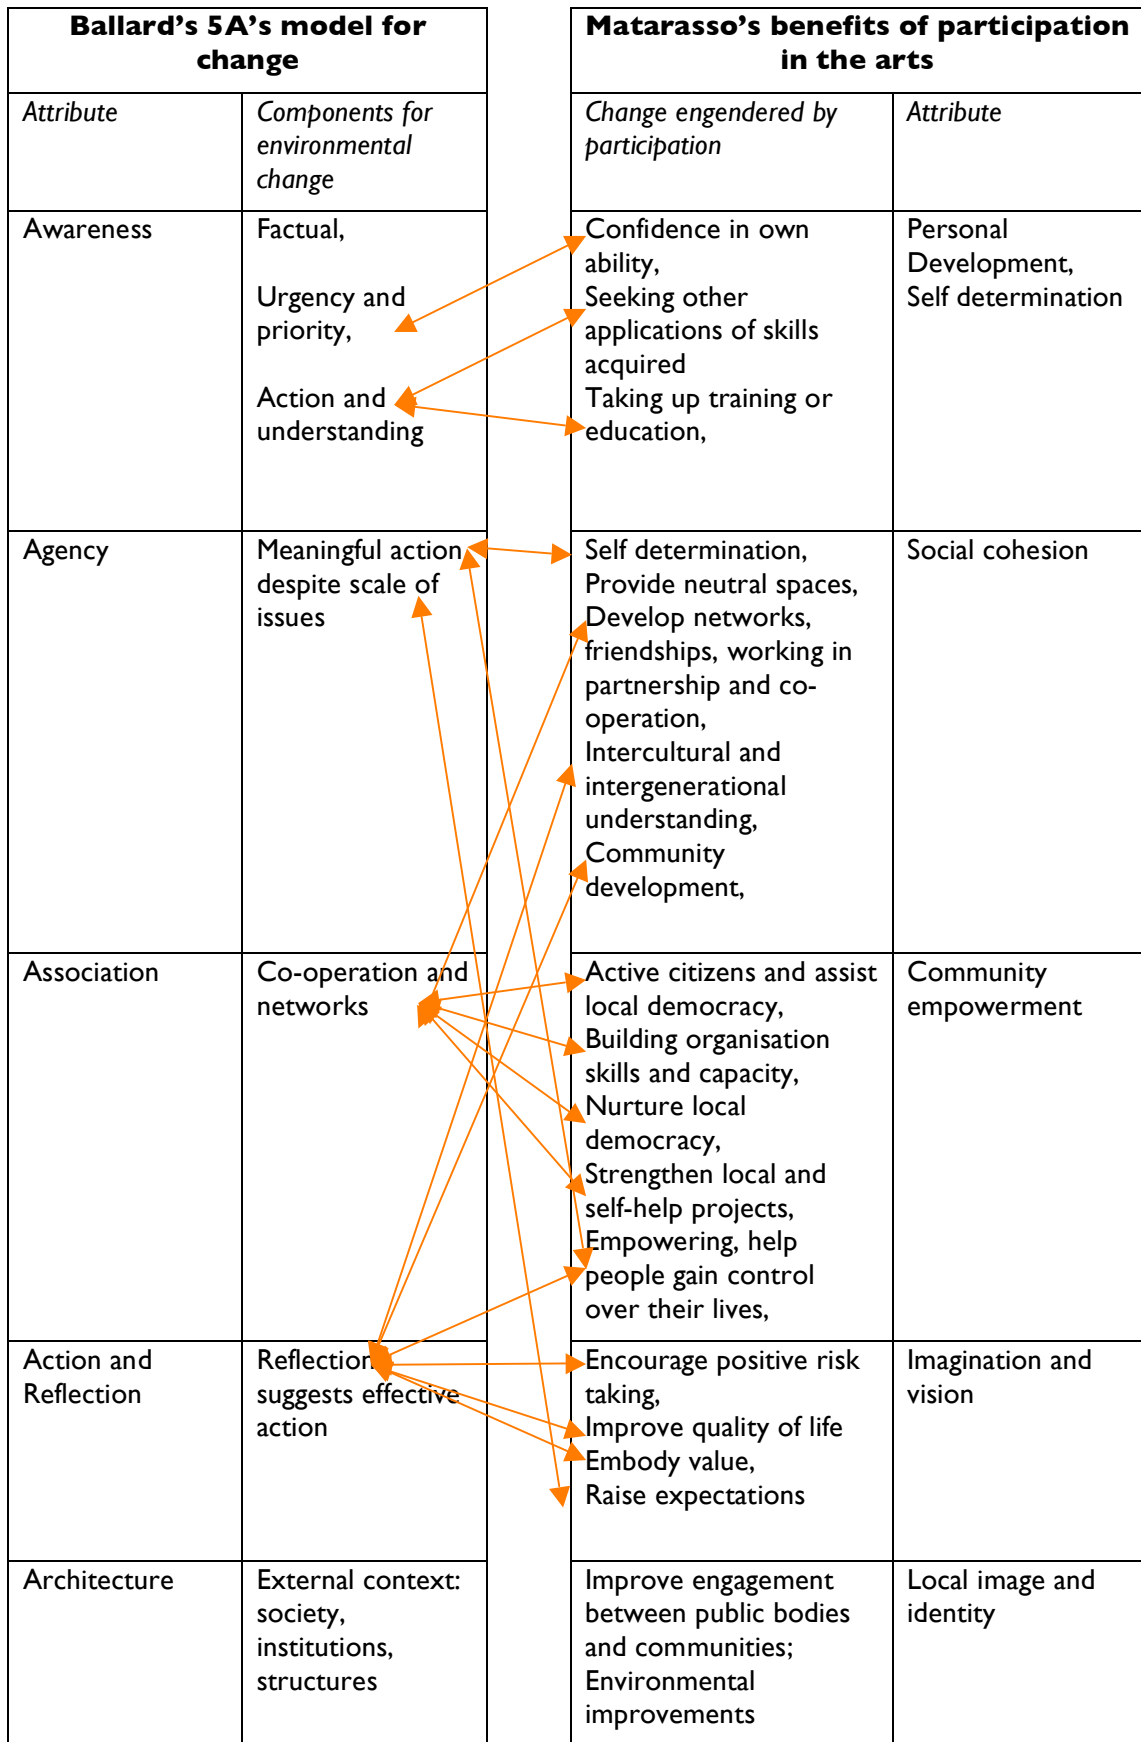 Ballard’s 5A’s model for
change
Matarasso’s benefits of participation
in the arts
Attribute
Components for
environmental
change
Change engendered by
participation
Attribute
Awareness
Factual,
Urgency and
priority,
Action and
understanding
Confidence in own
ability,
Seeking other
applications of skills
acquired
Taking up training or
education,
Personal
Development,
Self determination
Agency
Meaningful action
despite scale of
issues
Self determination,
Provide neutral spaces,
Develop networks,
friendships, working in
partnership and co-
operation,
Intercultural and
intergenerational
understanding,
Community
development,
Social cohesion
Association
Co-operation and
networks
Active citizens and assist
local democracy,
Building organisation
skills and capacity,
Nurture local
democracy,
Strengthen local and
self-help projects,
Empowering, help
people gain control
over their lives,
Community
empowerment
Action and
Reflection
Reflection
suggests effective
action
Encourage positive risk
taking,
Improve quality of life
Embody value,
Raise expectations
Imagination and
vision
Architecture
External context:
society,
institutions,
structures
Improve engagement
between public bodies
and communities;
Environmental
improvements
Local image and
identity